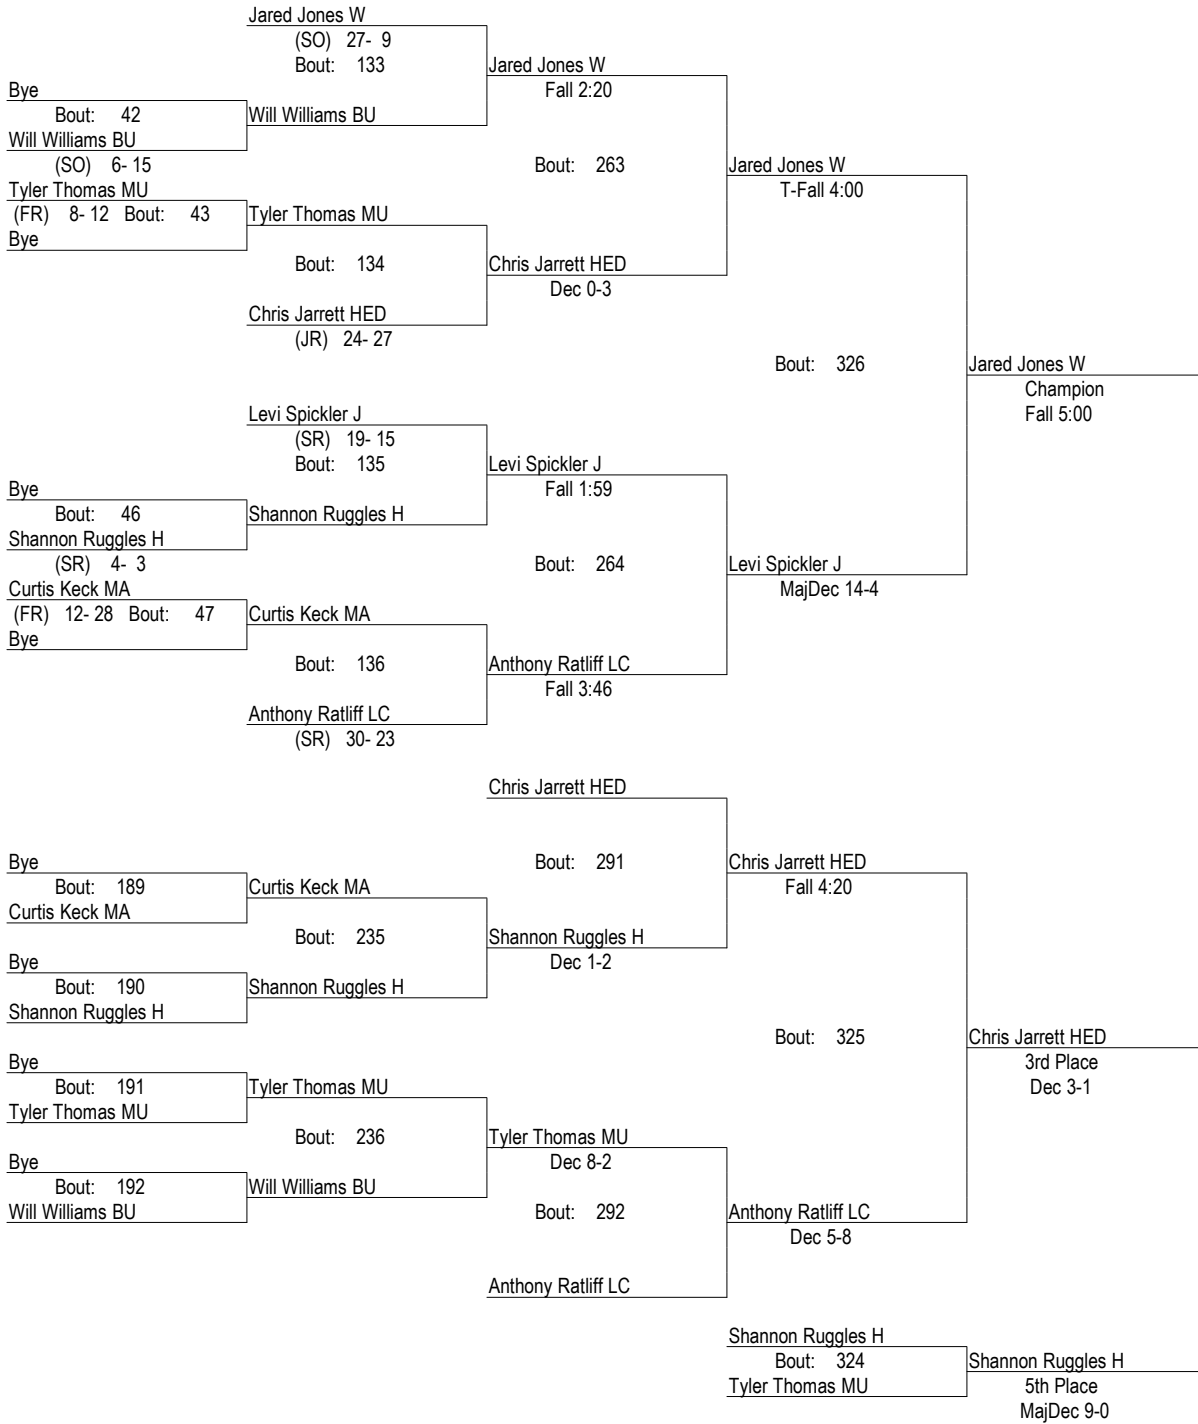 Jared Jones W
(SO) 27- 9
Bout: 133
Jared Jones W
Fall 2:20
Bye
Bout: 42
Will Williams BU
Will Williams BU
(SO) 6- 15
Bout: 263
Jared Jones W
T-Fall 4:00
Tyler Thomas MU
(FR) 8- 12 Bout: 43
Tyler Thomas MU
Bye
Bout: 134
Chris Jarrett HED
Dec 0-3
Chris Jarrett HED
(JR) 24- 27
Bout: 326
Jared Jones W
Champion
Fall 5:00
Levi Spickler J
(SR) 19- 15
Bout: 135
Levi Spickler J
Fall 1:59
Bye
Bout: 46
Shannon Ruggles H
Shannon Ruggles H
(SR) 4- 3
Bout: 264
Levi Spickler J
MajDec 14-4
Curtis Keck MA
(FR) 12- 28 Bout: 47
Curtis Keck MA
Bye
Bout: 136
Anthony Ratliff LC
Fall 3:46
Anthony Ratliff LC
(SR) 30- 23
Chris Jarrett HED
Bout: 291
Chris Jarrett HED
Fall 4:20
Bye
Bout: 189
Curtis Keck MA
Curtis Keck MA
Bout: 235
Shannon Ruggles H
Dec 1-2
Bye
Bout: 190
Shannon Ruggles H
Shannon Ruggles H
Bout: 325
Chris Jarrett HED
3rd Place
Dec 3-1
Bye
Bout: 191
Tyler Thomas MU
Tyler Thomas MU
Bout: 236
Tyler Thomas MU
Dec 8-2
Bye
Bout: 192
Will Williams BU
Will Williams BU
Bout: 292
Anthony Ratliff LC
Dec 5-8
Anthony Ratliff LC
Shannon Ruggles H
Bout: 324
Shannon Ruggles H
Tyler Thomas MU
5th Place
MajDec 9-0